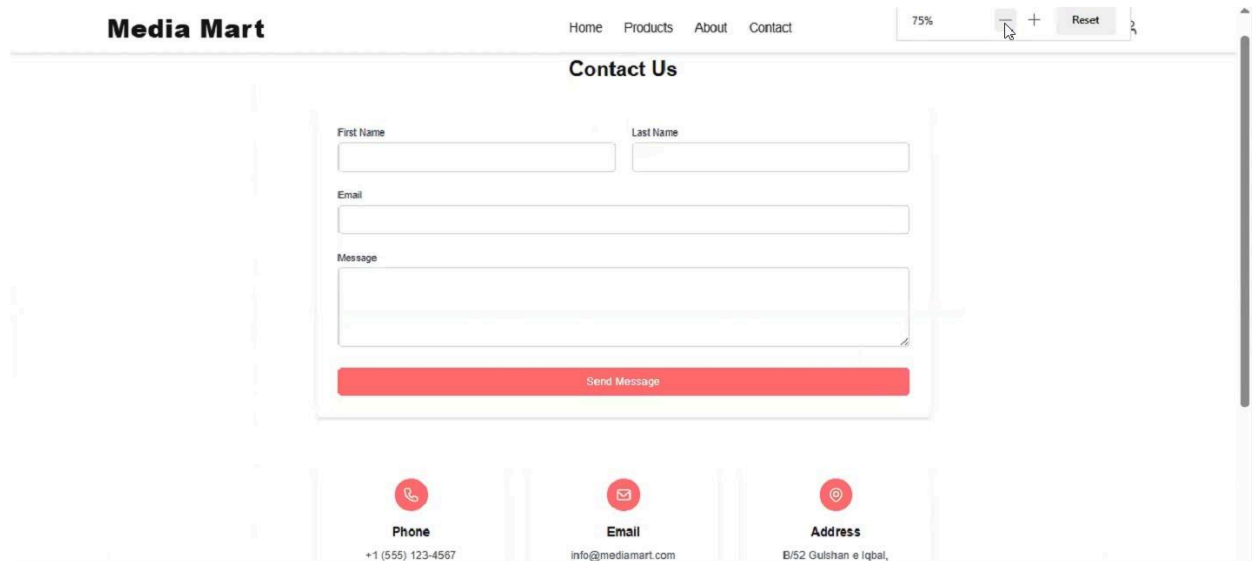 Media Mart
Home Products About Contact
75%
Reset
Contact Us
First Name
Last Name
Email
Message
Send Message
Phone
+1 (555) 123-4567
Email
info@mediamart.com
Address
B/52 Gulshan e Iqbal,